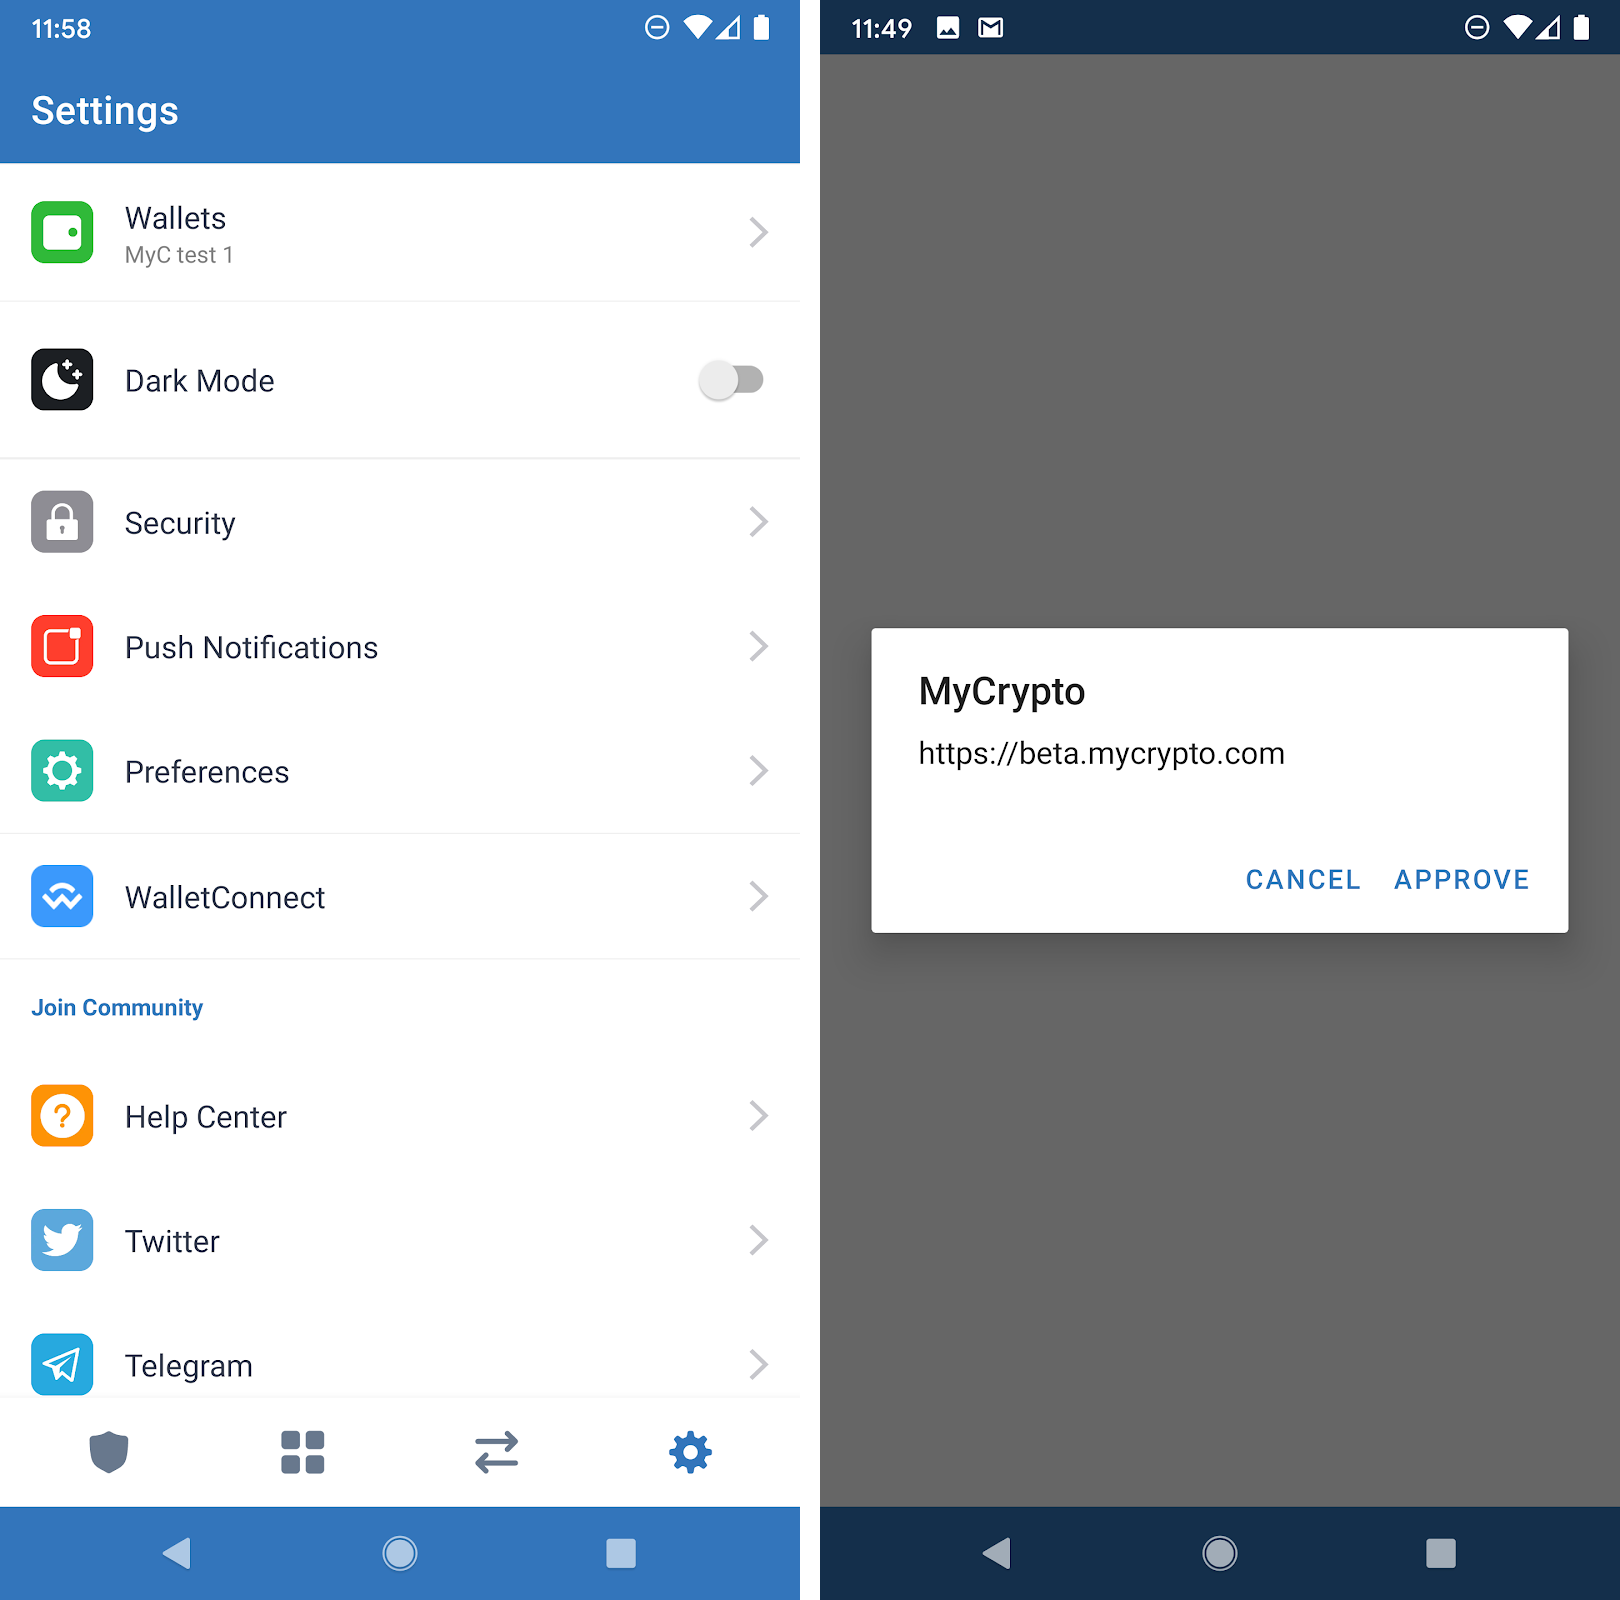 11:58
Settings
Wallets
MyC test 1
Dark Mode
Security
Push Notifications
Preferences
WalletConnect
Join Community
Help Center
Twitter
Telegram
11:49
MyCrypto
https://beta.mycrypto.com
CANCEL APPROVE